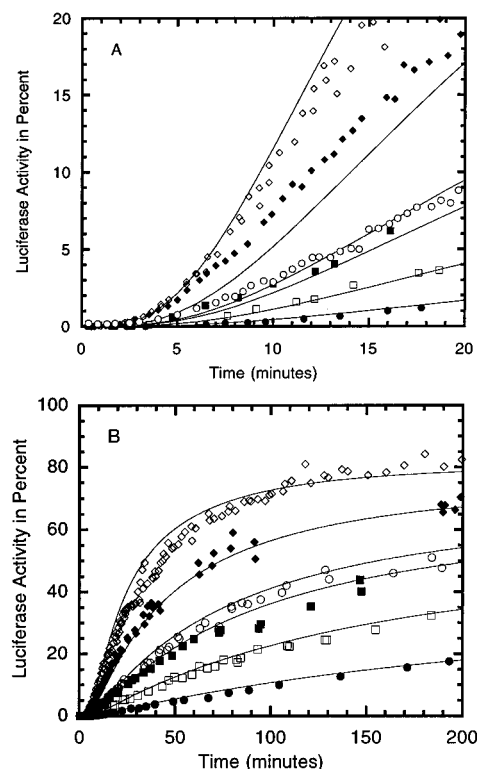 20
15
10
5
0
A
Luciferase Activity in Percent
0 5 10 15 20
Time (minutes)
100
80
60
40
20
0
B
Luciferase Activity in Percent
0 50 100 150 200
Time (minutes)